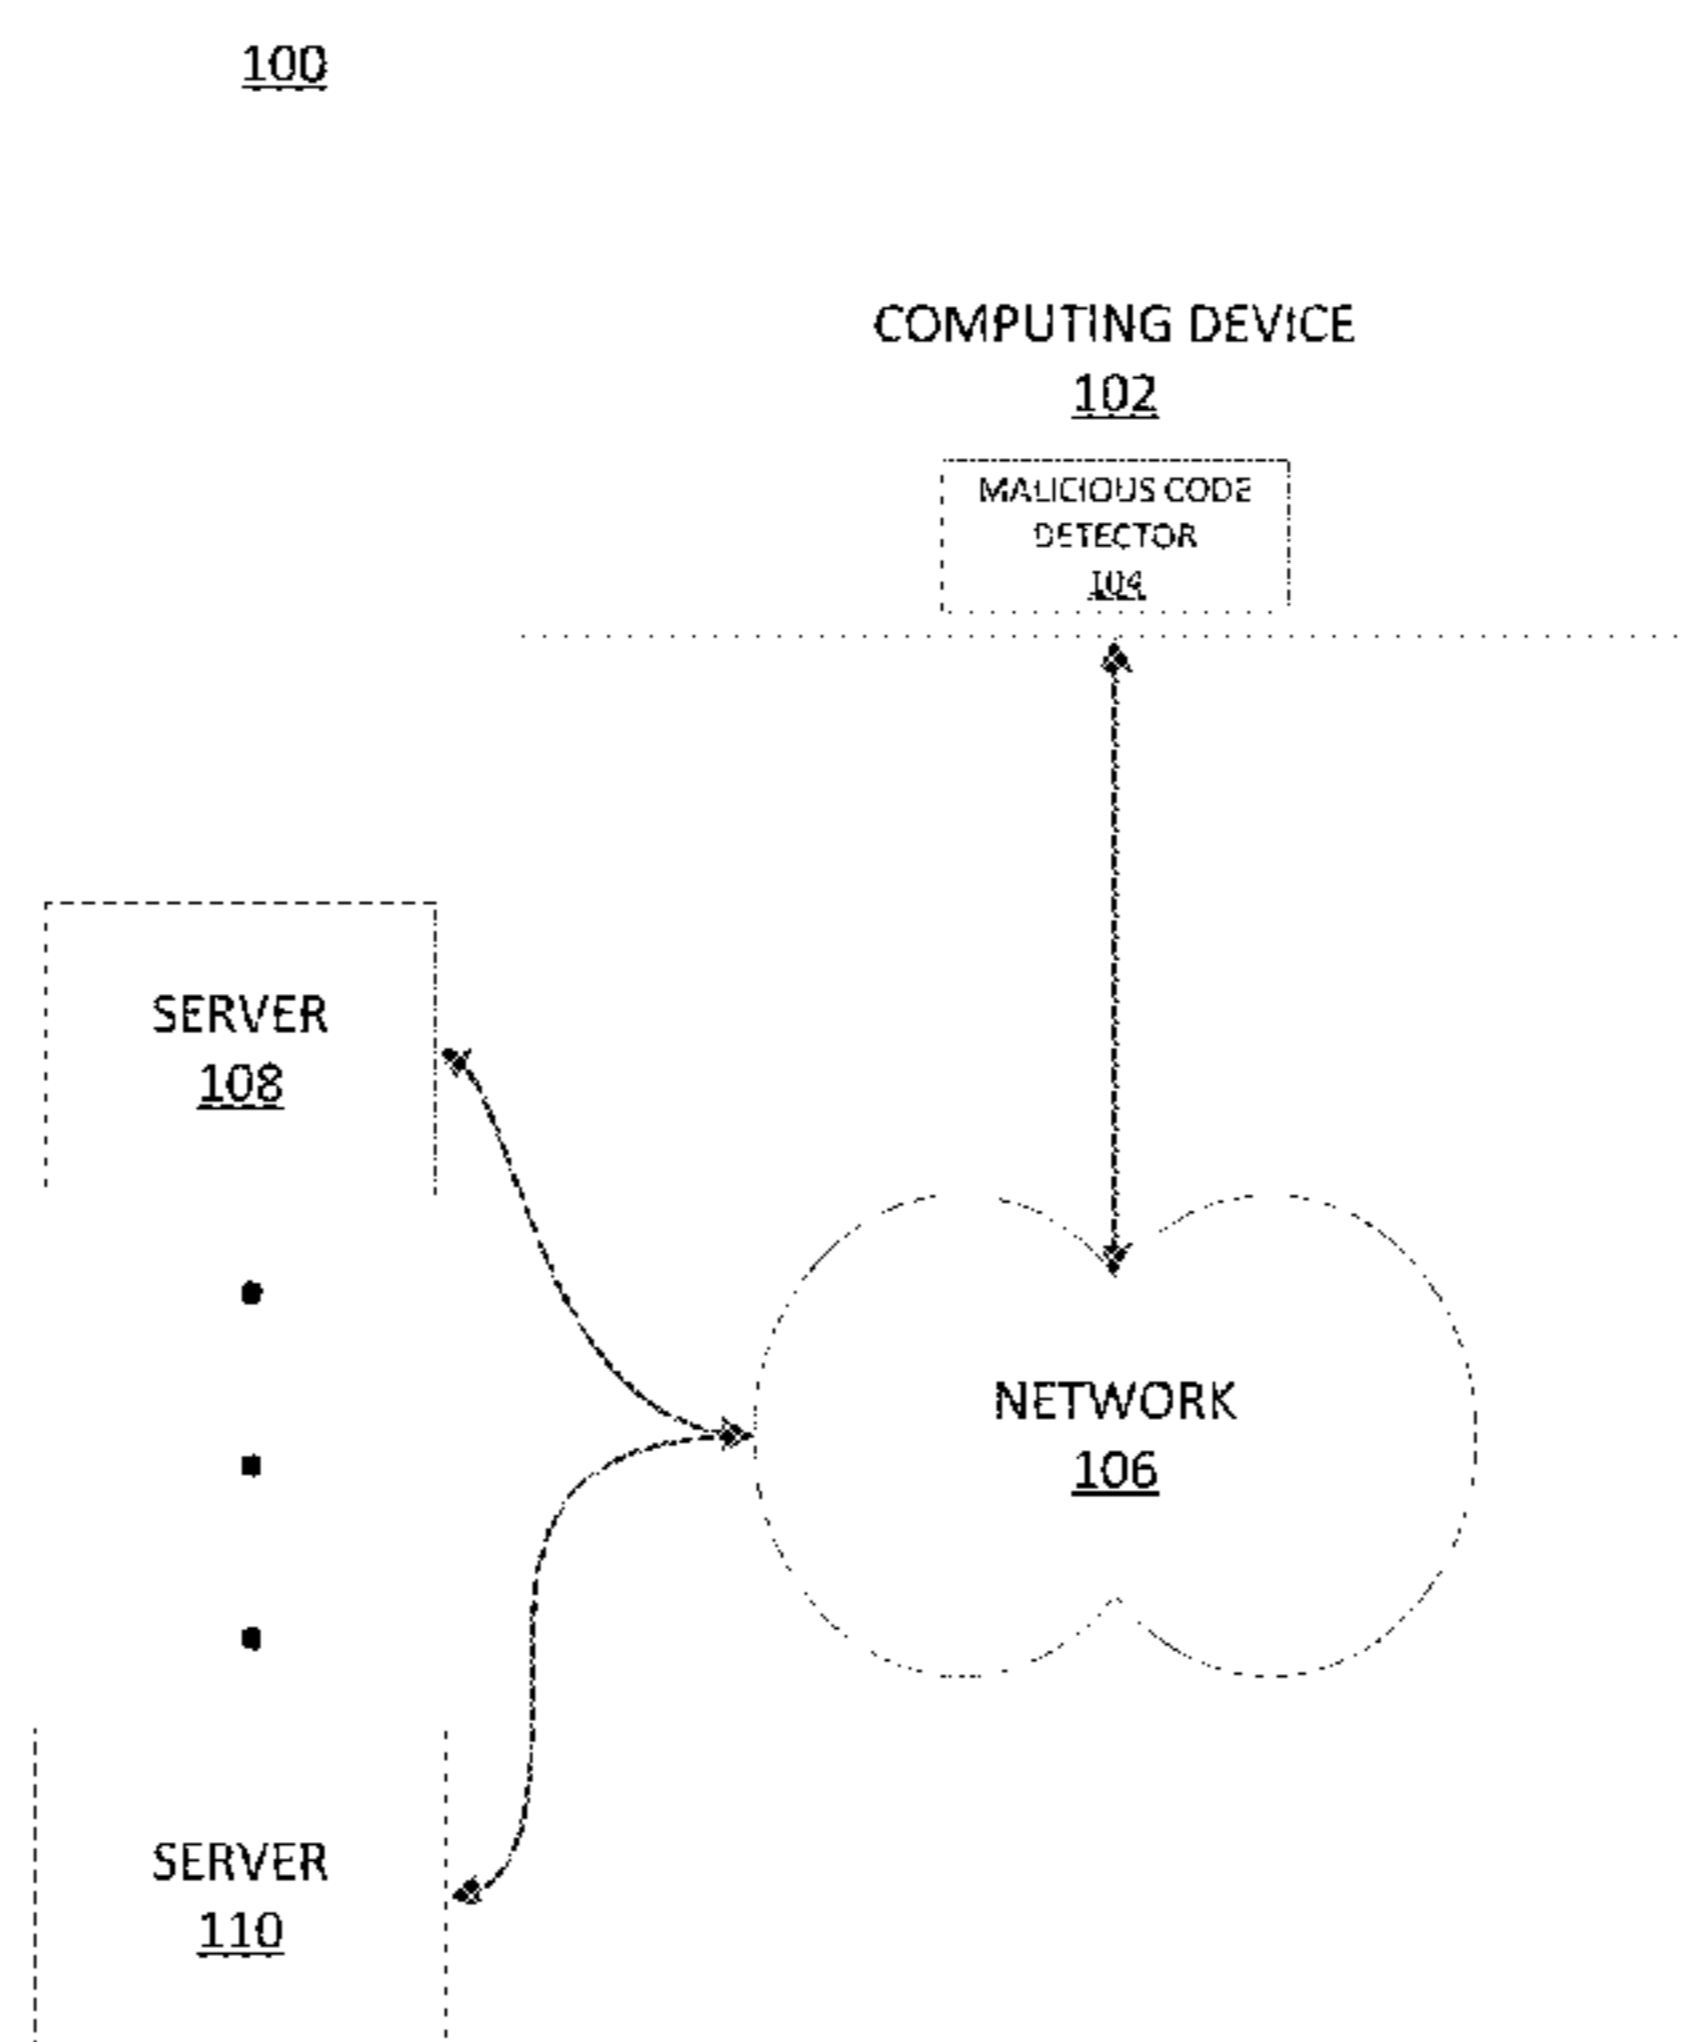 100
COMPUTING DEVICE
102
MALICIOUS CODE
DETECTOR
104
SERVER
108
NETWORK
106
SERVER
110